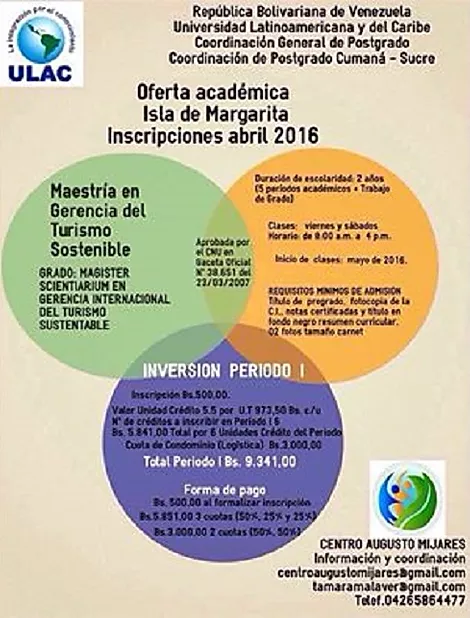 La integración por el conocimiento
ULAC
República Bolivariana de Venezuela
Universidad Latinoamericana y del Caribe
Coordinación General de Postgrado
Coordinación de Postgrado Cumaná - Sucre
Oferta académica
Isla de Margarita
Inscripciones abril 2016
Maestría en
Gerencia del
Turismo
Sostenible
GRADO: MAGISTER
SCIENTIARIUM EN
GERENCIA INTERNACIONAL
DEL TURISMO
SUSTENTABLE
Aprobada por
el CNU en
Gaceta Oficial
N° 38.651 del
23/03/2007
Duración de escolaridad: 2 años
(5 períodos académicos + Trabajo
de Grado)
Clases: viernes y sábados
Horario: de 8:00 a.m. a 4 p.m.
Inicio de clases: mayo de 2016.
REQUISITOS MINIMOS DE ADMISIÓN
Título de pregrado, fotocopia de la
C.I., notas certificadas y título en
fondo negro resumen curricular.
02 fotos tamaño carnet
INVERSION PERIODO I
Inscripción Bs.500,00.
Valor Unidad Crédito 5.5 por U.T 973,50 Bs. c/u
N° de créditos a inscribir en Periodo I 6
Bs. 5.841,00 Total por 6 Unidades Crédito del Periodo
Cuota de Condominio (Logística) Bs.3.000,00
Total Periodo I Bs. 9.341,00
Forma de pago
Bs. 500,00 al formalizar inscripción
Bs.5.851,00 3 cuotas (50%, 25% y 25%)
Bs.3.000,00 2 cuotas (50%, 50%)
CENTRO AUGUSTO MIJARES
Información y coordinación
centroaugustomijares@gmail.com
tamaramalaver@gmail.com
Telef.04265864477